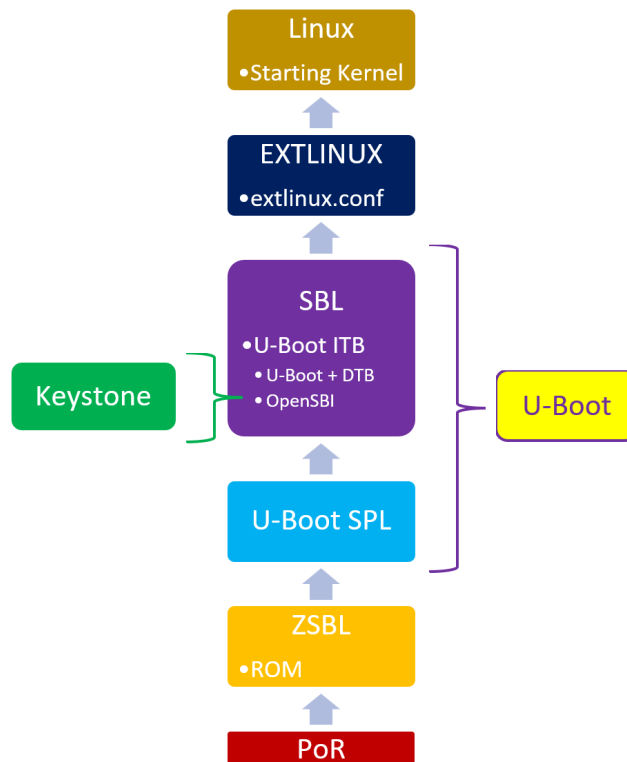 Linux
•Starting Kernel
EXTLINUX
•extlinux.conf
SBL
•U-Boot ITB
•U-Boot + DTB
•OpenSBI
Keystone
U-Boot
U-Boot SPL
ZSBL
•ROM
PoR